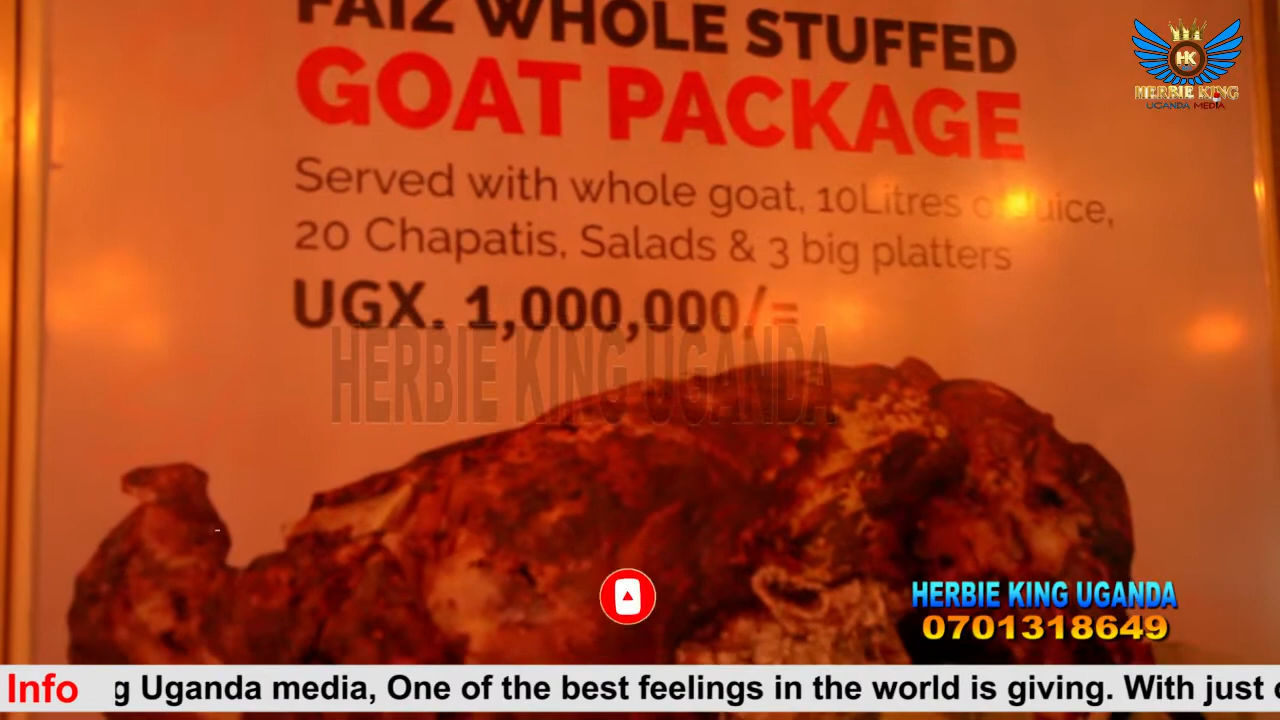 FAIZ WHOLE STUFFED
GOAT PACKAGE
Served with whole goat, 10Litres
20 Chapatis, Salads & 3 big platters
UGX. 1,000,000/=
HERBIE KING UGANDA
HK
HERBIE KING
UGANDA MEDIA
HERBIE KING UGANDA
0701318649
Info
g Uganda media, One of the best feelings in the world is giving. With just